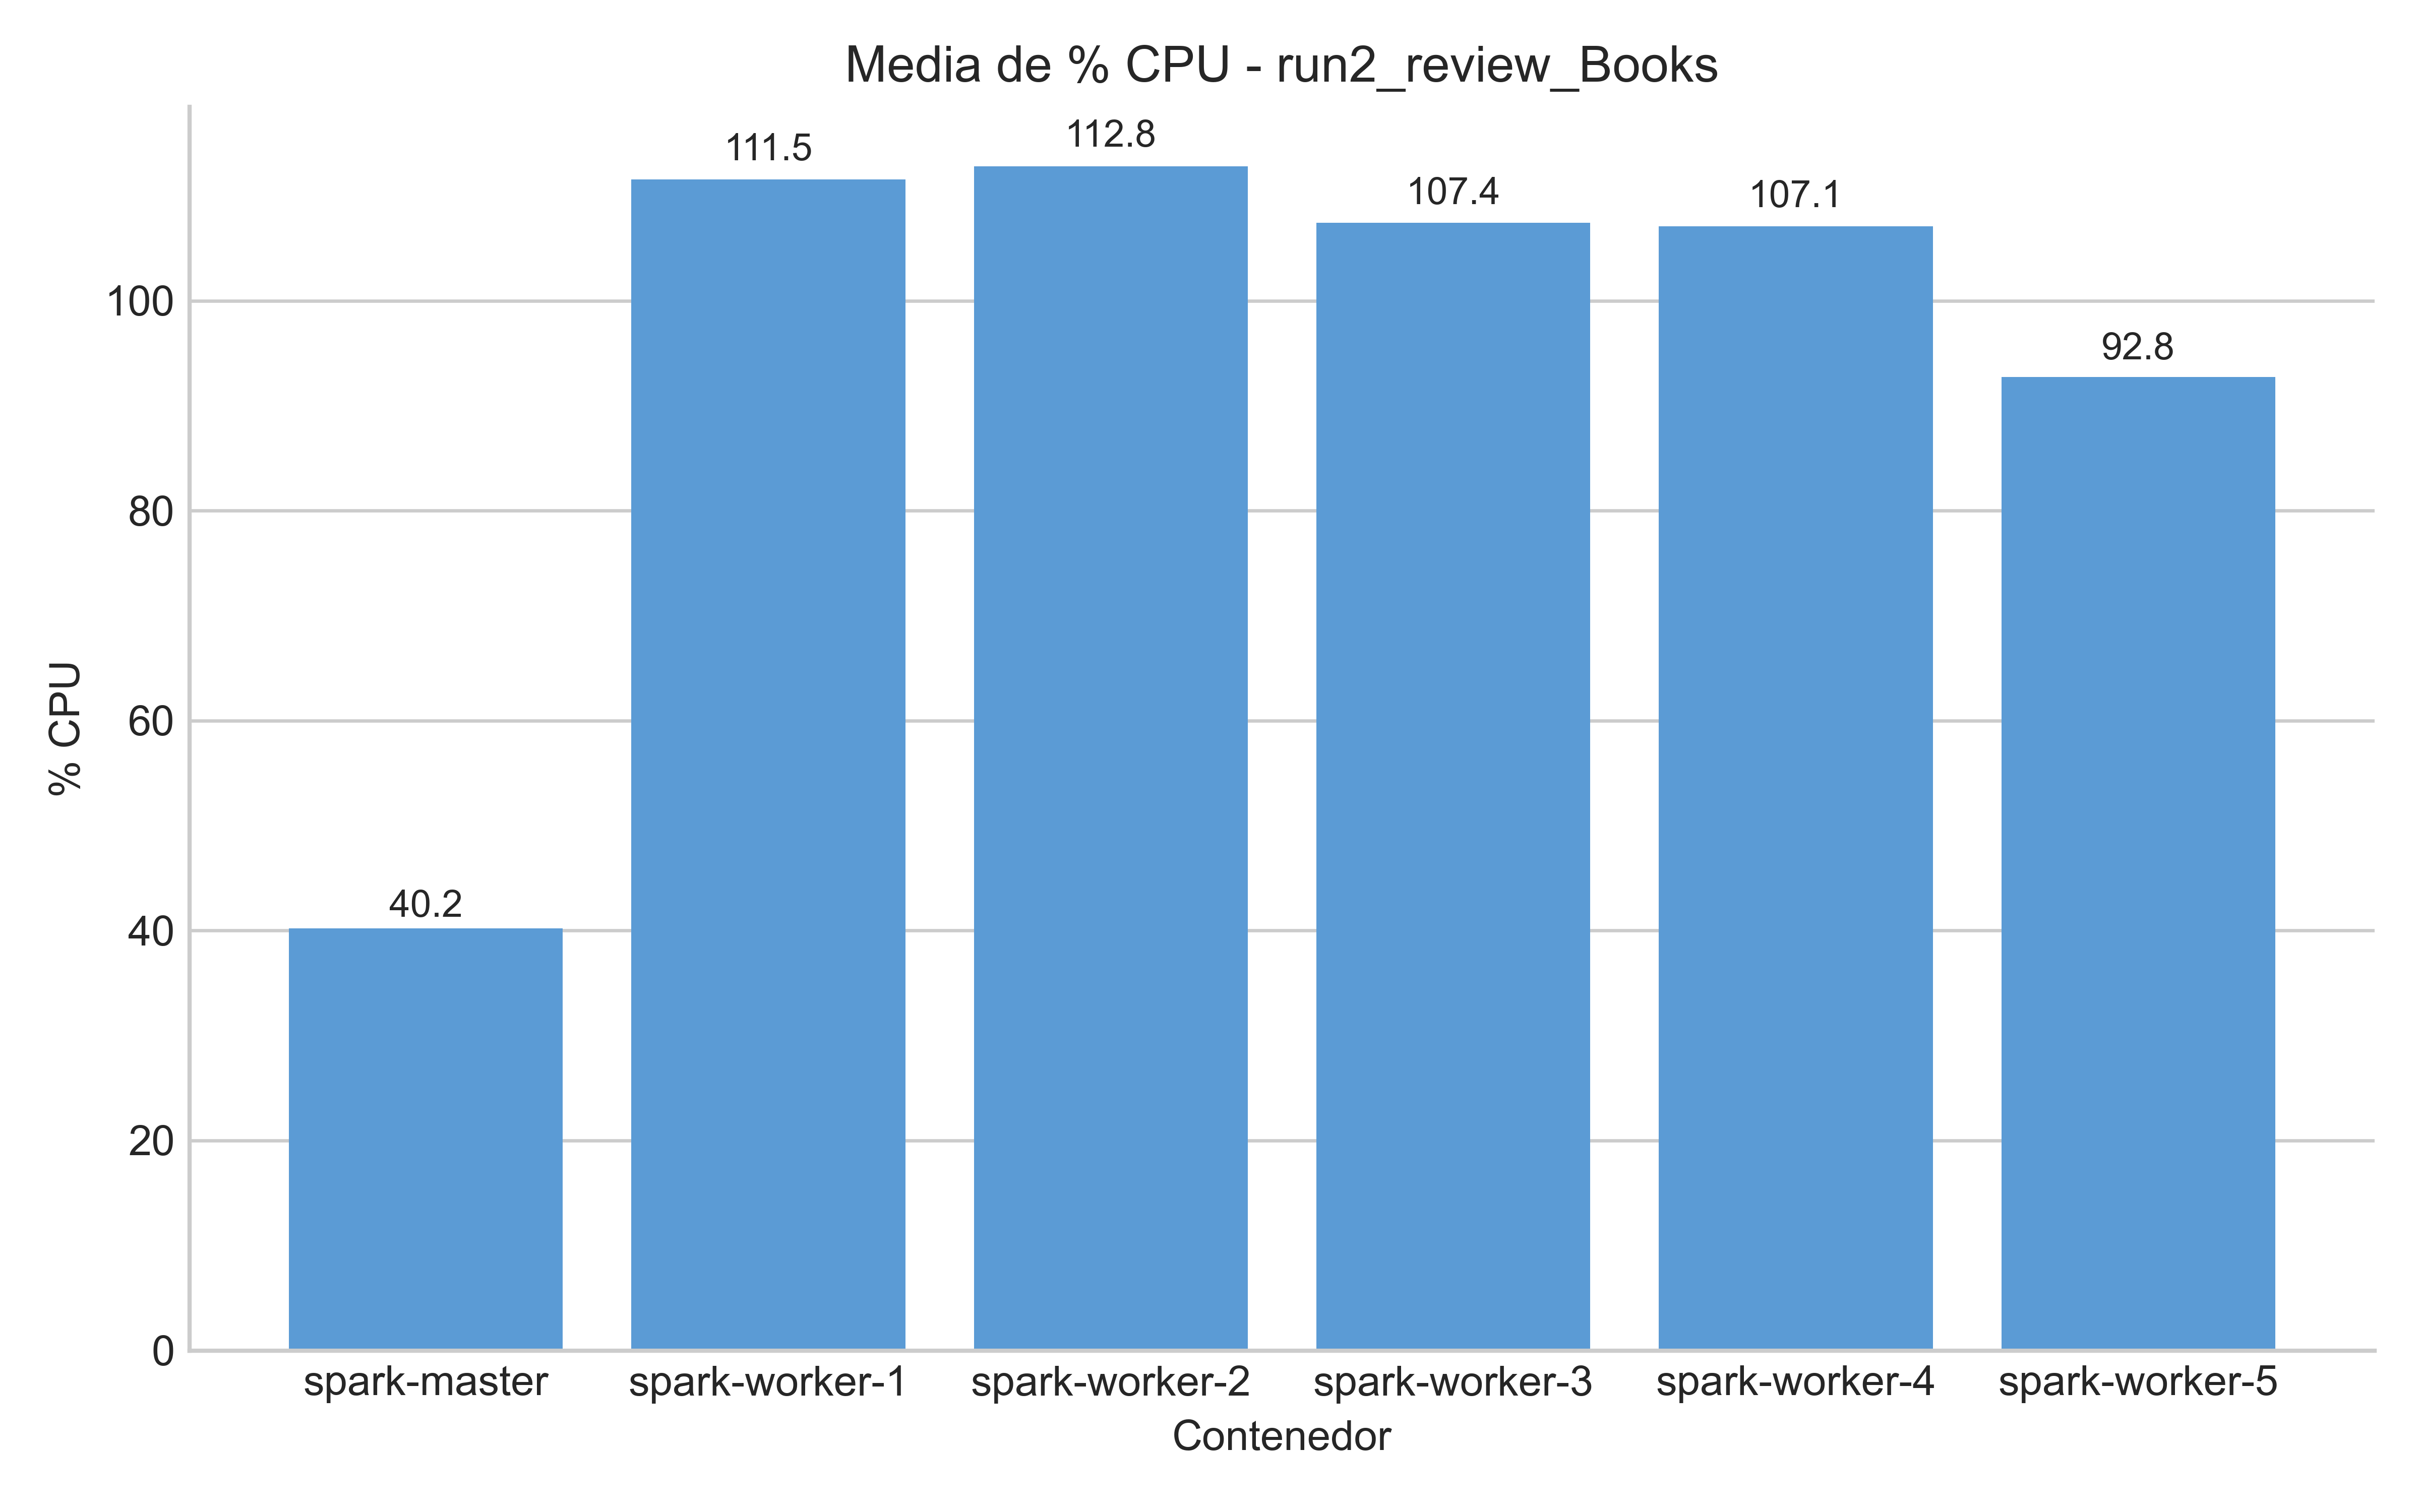 Media de % CPU - run2_review_Books
111.5
112.8
107.4
107.1
92.8
40.2
100
80
60
40
20
0
% CPU
spark-master
spark-worker-1
spark-worker-2
spark-worker-3
spark-worker-4
spark-worker-5
Contenedor